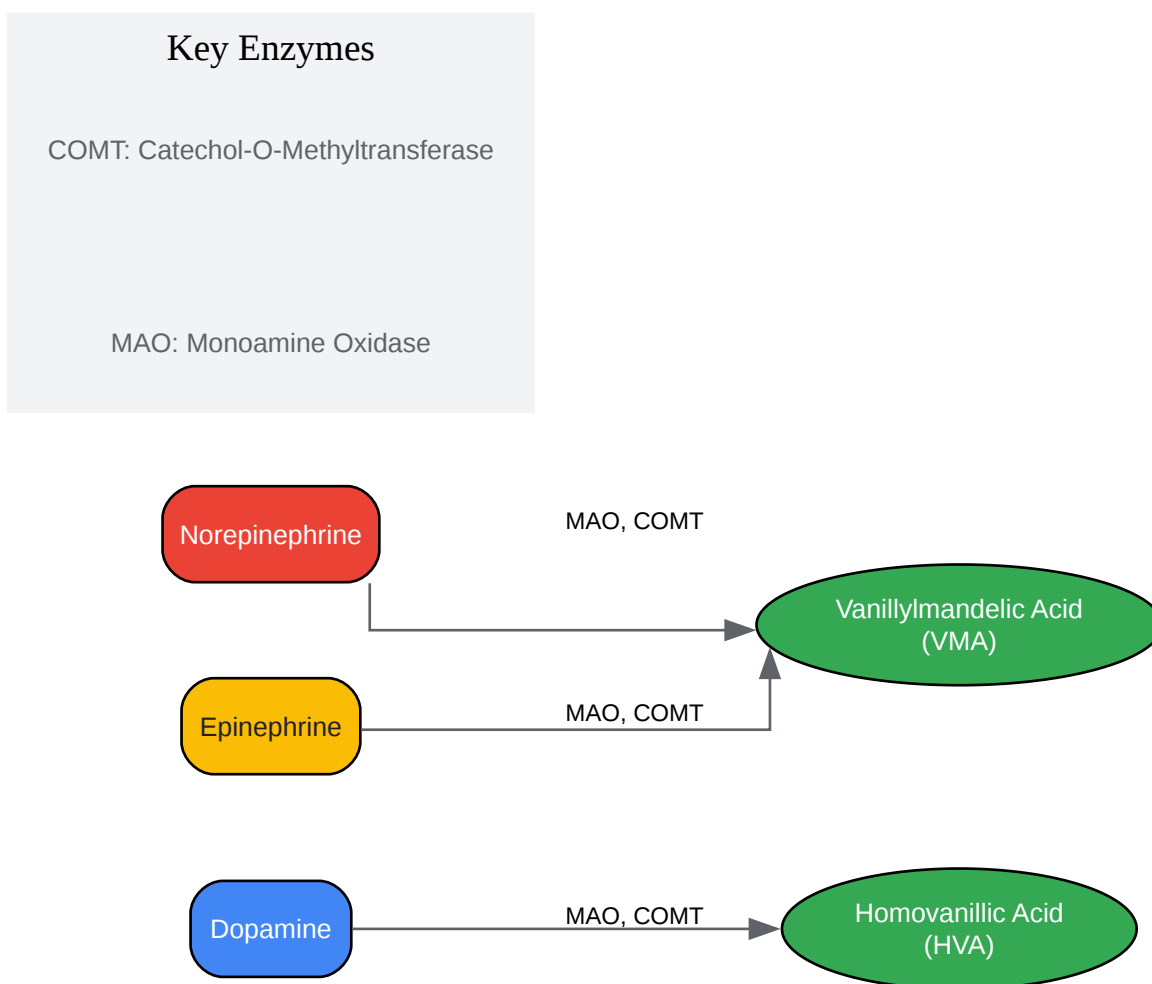 Key Enzymes
COMT: Catechol-O-Methyltransferase
MAO: Monoamine Oxidase
Norepinephrine
MAO, COMT
Vanillylmandelic Acid
(VMA)
Epinephrine
MAO, COMT
Dopamine
MAO, COMT
Homovanillic Acid
(HVA)